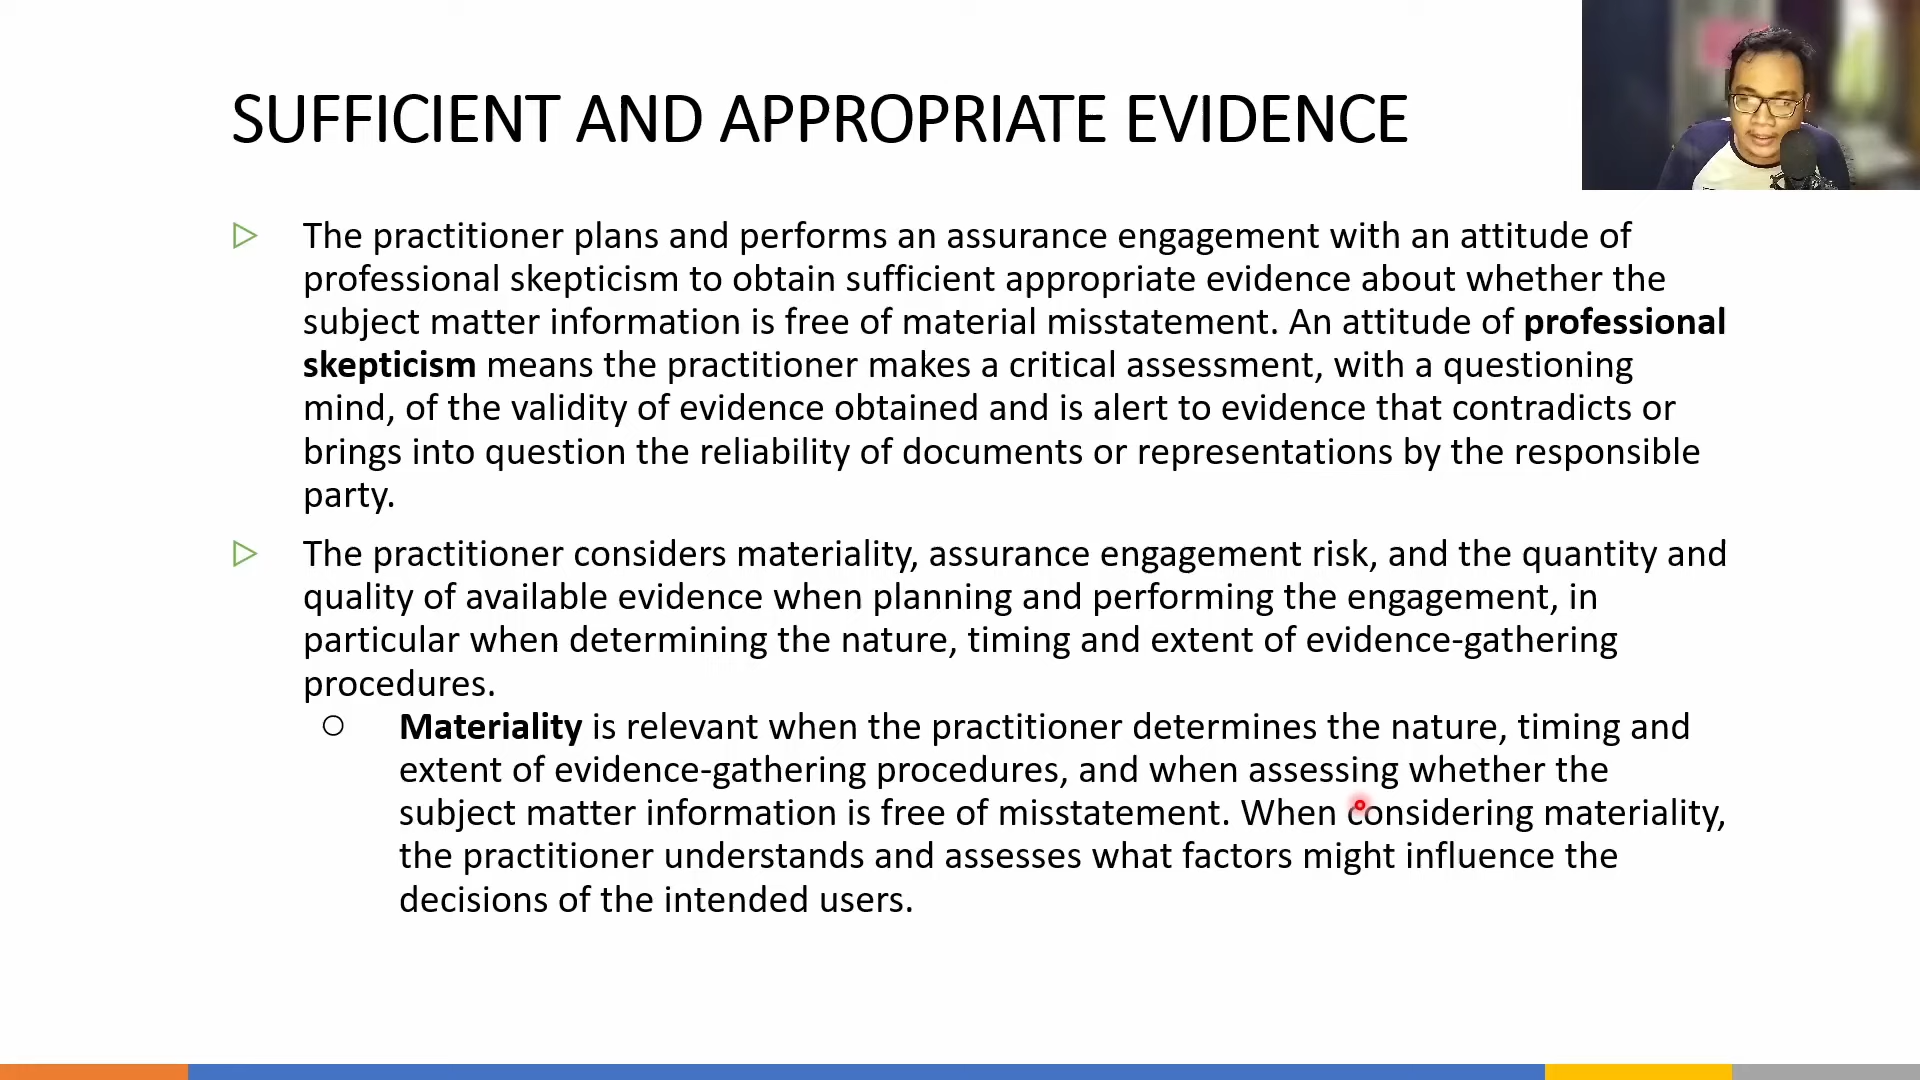 SUFFICIENT AND APPROPRIATE EVIDENCE
The practitioner plans and performs an assurance engagement with an attitude of
professional skepticism to obtain sufficient appropriate evidence about whether the
subject matter information is free of material misstatement. An attitude of professional
skepticism means the practitioner makes a critical assessment, with a questioning
mind, of the validity of evidence obtained and is alert to evidence that contradicts or
brings into question the reliability of documents or representations by the responsible
party.
The practitioner considers materiality, assurance engagement risk, and the quantity and
quality of available evidence when planning and performing the engagement, in
particular when determining the nature, timing and extent of evidence-gathering
procedures.
Materiality is relevant when the practitioner determines the nature, timing and
extent of evidence-gathering procedures, and when assessing whether the
subject matter information is free of misstatement. When considering materiality,
the practitioner understands and assesses what factors might influence the
decisions of the intended users.